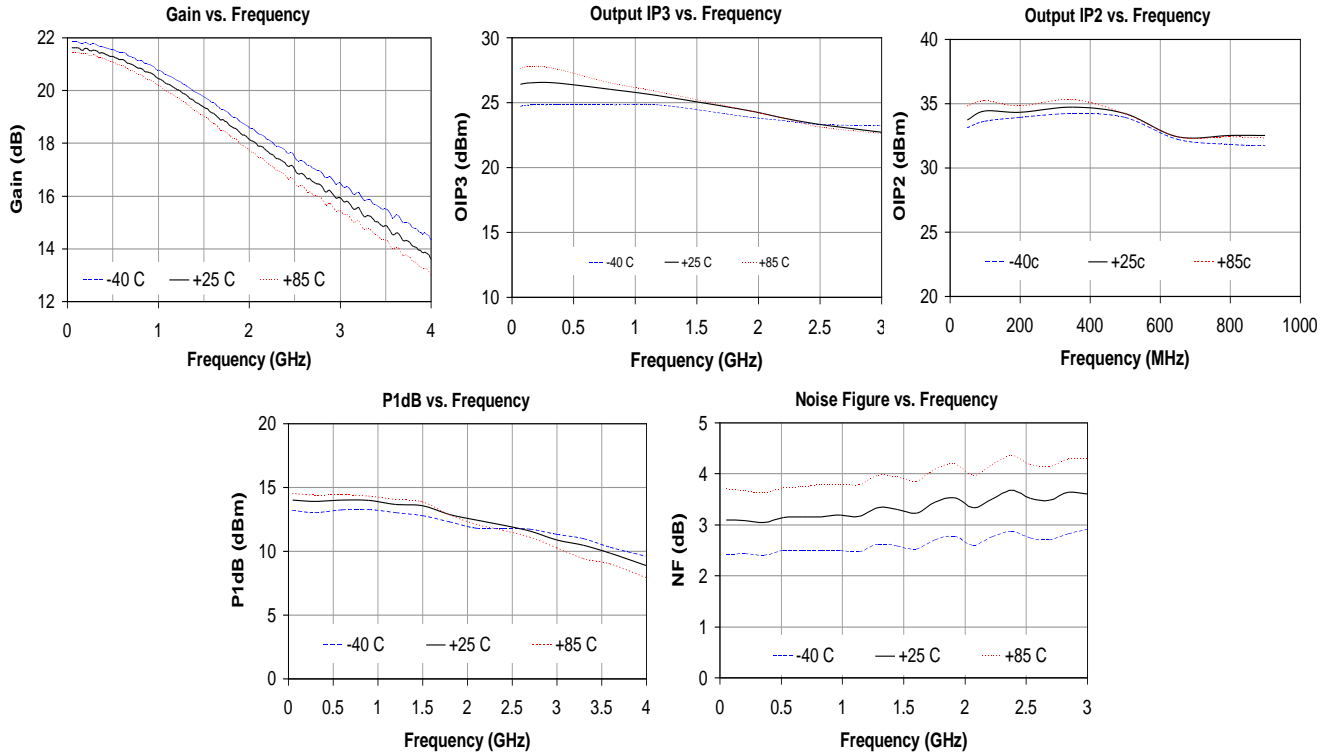 Gain vs. Frequency
Gain (dB)
22
20
18
16
14
12
-40 C +25 C +85 C
0 1 2 3 4
Frequency (GHz)
Output IP3 vs. Frequency
OIP3 (dBm)
30
25
20
15
10
-40 C +25 C +85 C
0 0.5 1 1.5 2 2.5 3
Frequency (GHz)
Output IP2 vs. Frequency
OIP2 (dBm)
40
35
30
25
20
-40c +25c +85c
0 200 400 600 800 1000
Frequency (MHz)
P1dB vs. Frequency
P1dB (dBm)
20
15
10
5
0
-40 C +25 C +85 C
0 0.5 1 1.5 2 2.5 3 3.5 4
Frequency (GHz)
Noise Figure vs. Frequency
NF (dB)
5
4
3
2
1
0
-40 C +25 C +85 C
0 0.5 1 1.5 2 2.5 3
Frequency (GHz)